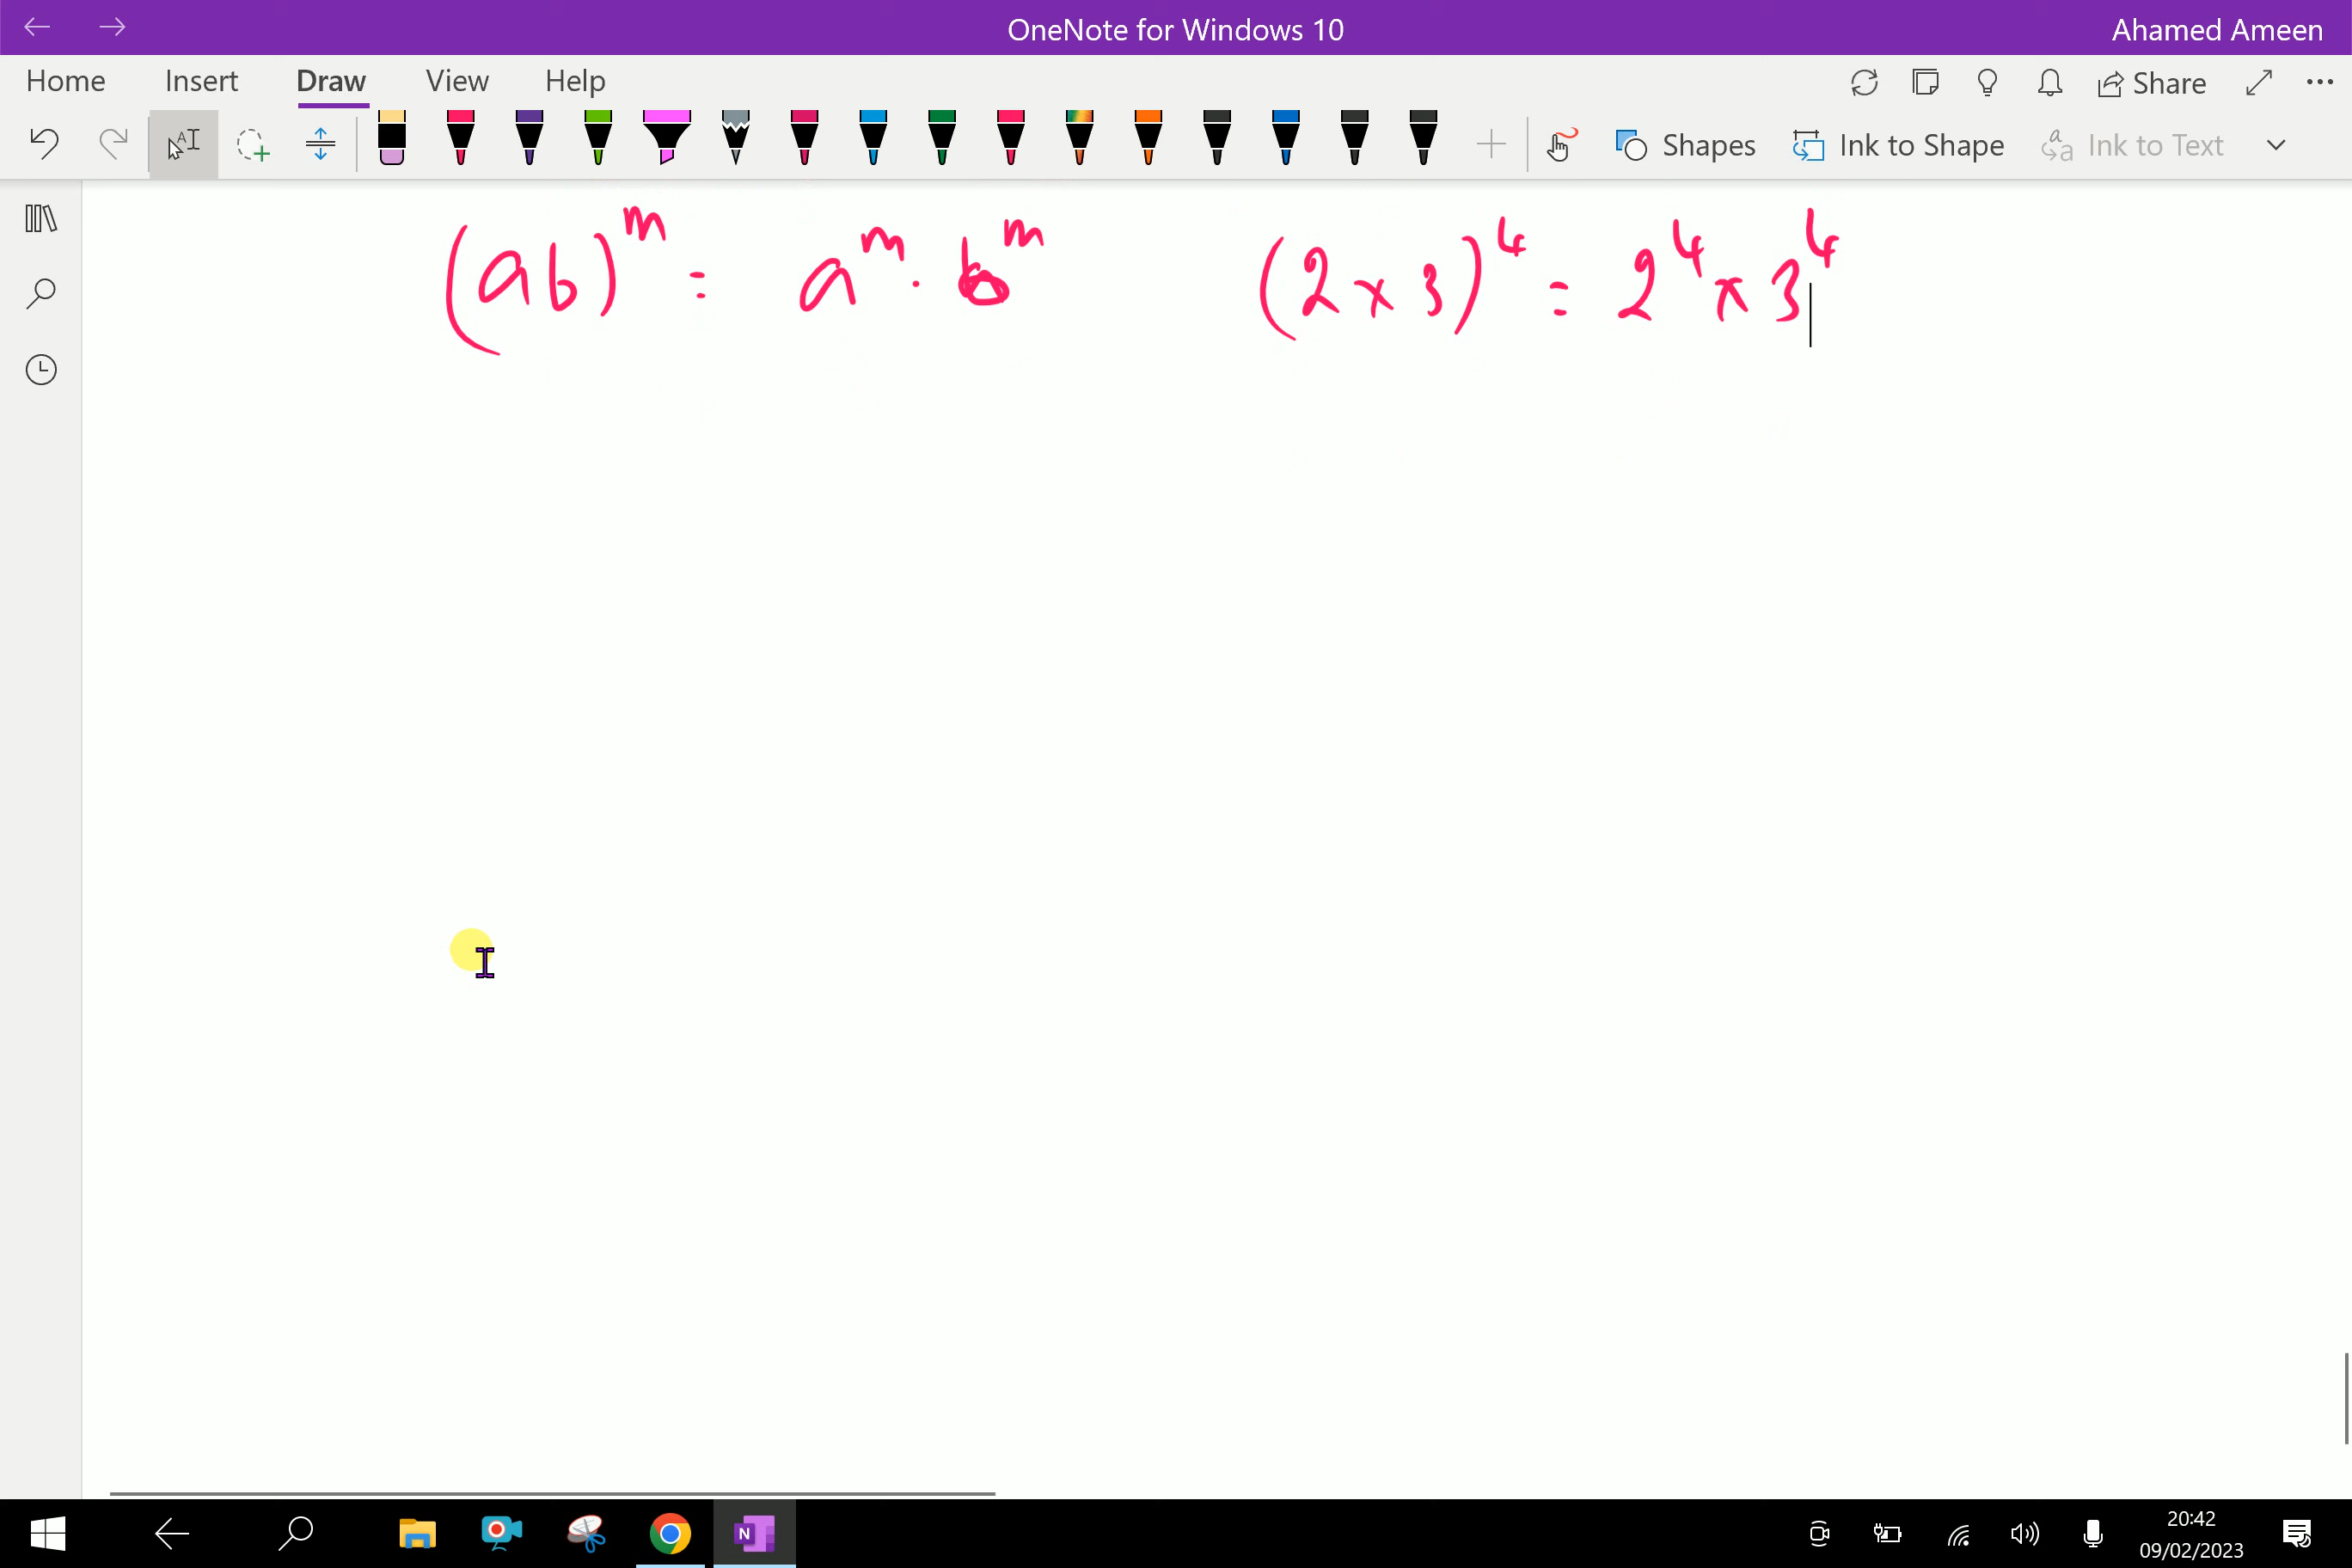 OneNote for Windows 10 Ahamed Ameen
Home Insert Draw View Help Share
Shapes Ink to Shape Ink to Text
(ab)^m = a^m · b^m (2 × 3)^4 = 2^4 × 3^4
20:42
09/02/2023